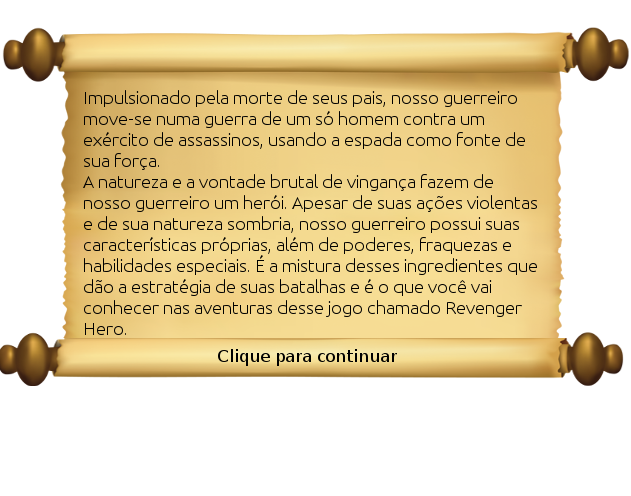 Impulsionado pela morte de seus pais, nosso guerreiro
move-se numa guerra de um só homem contra um
exército de assassinos, usando a espada como fonte de
sua força.
A natureza e a vontade brutal de vingança fazem de
nosso guerreiro um herói. Apesar de suas ações violentas
e de sua natureza sombria, nosso guerreiro possui suas
características próprias, além de poderes, fraquezas e
habilidades especiais. É a mistura desses ingredientes que
dão a estratégia de suas batalhas e é o que você vai
conhecer nas aventuras desse jogo chamado Revenger
Hero.
Clique para continuar